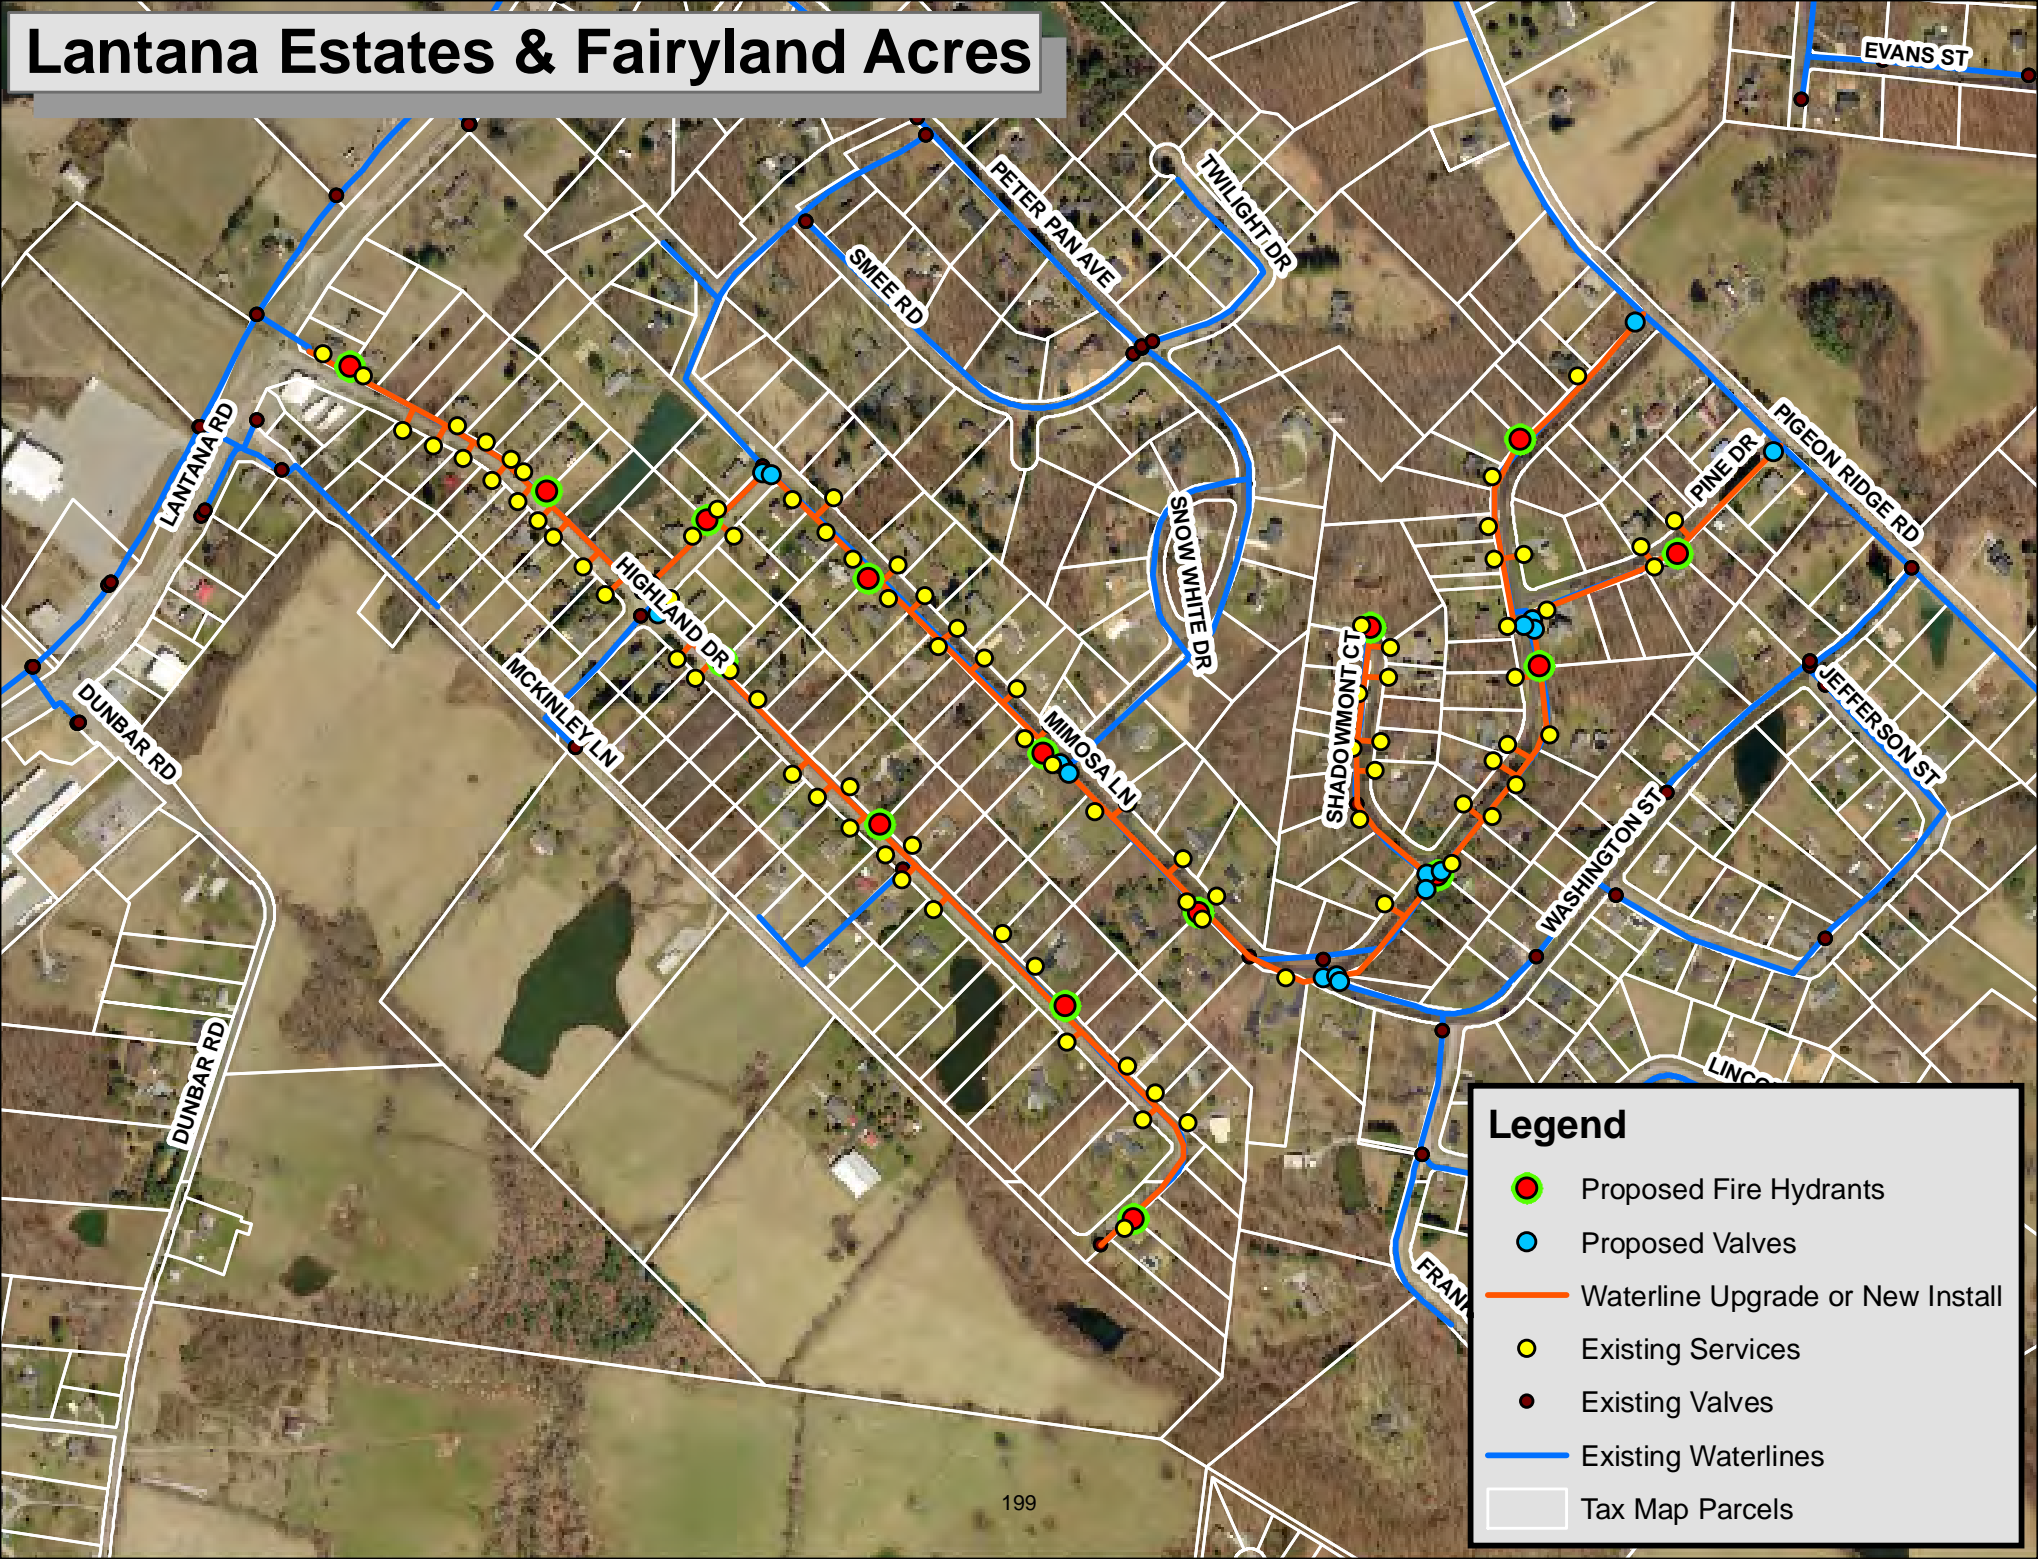 Lantana Estates & Fairyland Acres
EVANS ST
PETER PAN AVE
TWILIGHT DR
SMEE RD
LANTANA RD
PINE DR
PIGEON RIDGE RD
SNOW WHITE DR
HIGHLAND DR
MCKINLEY LN
DUNBAR RD
MIMOSA LN
SHADOWMONT CT
JEFFERSON ST
WASHINGTON ST
DUNBAR RD
LINCO
FRANK
199
Legend
Proposed Fire Hydrants
Proposed Valves
Waterline Upgrade or New Install
Existing Services
Existing Valves
Existing Waterlines
Tax Map Parcels